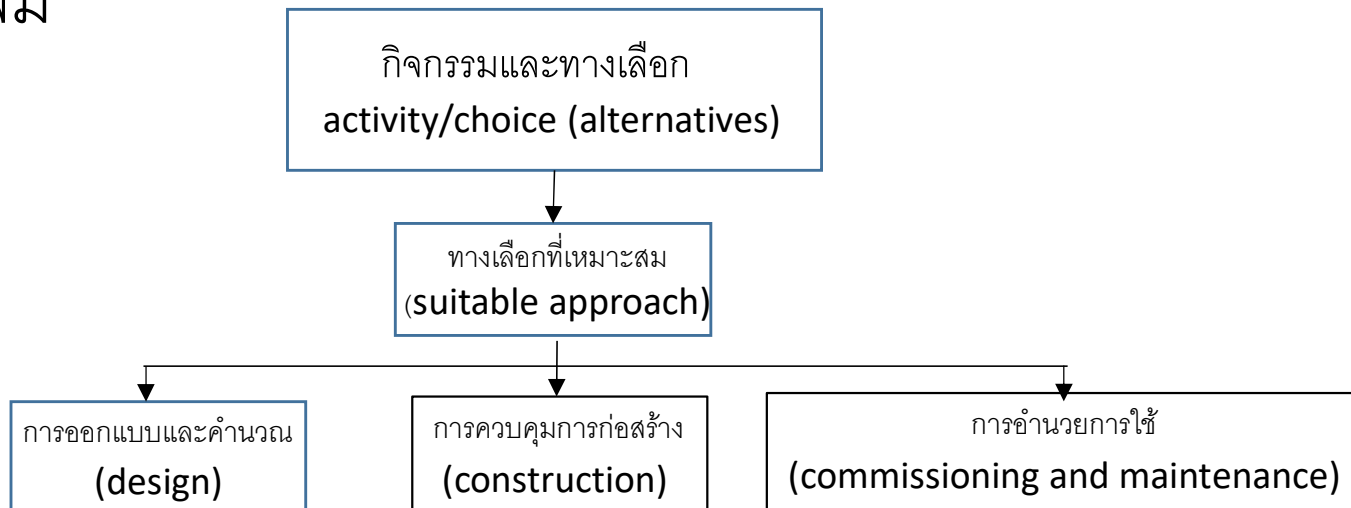 กิจกรรมและทางเลือก
activity/choice (alternatives)
ทางเลือกที่เหมาะสม
(suitable approach)
การออกแบบและคำนวณ
(design)
การควบคุมการก่อสร้าง
(construction)
การอำนวยการใช้
(commissioning and maintenance)